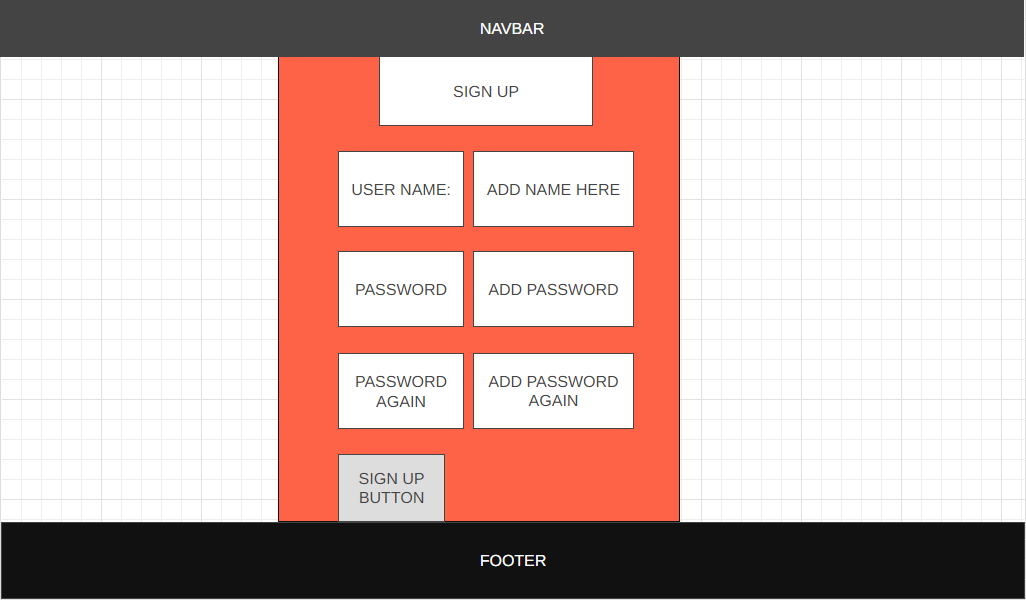 NAVBAR
SIGN UP
USER NAME:
ADD NAME HERE
PASSWORD
ADD PASSWORD
PASSWORD
AGAIN
ADD PASSWORD
AGAIN
SIGN UP
BUTTON
FOOTER